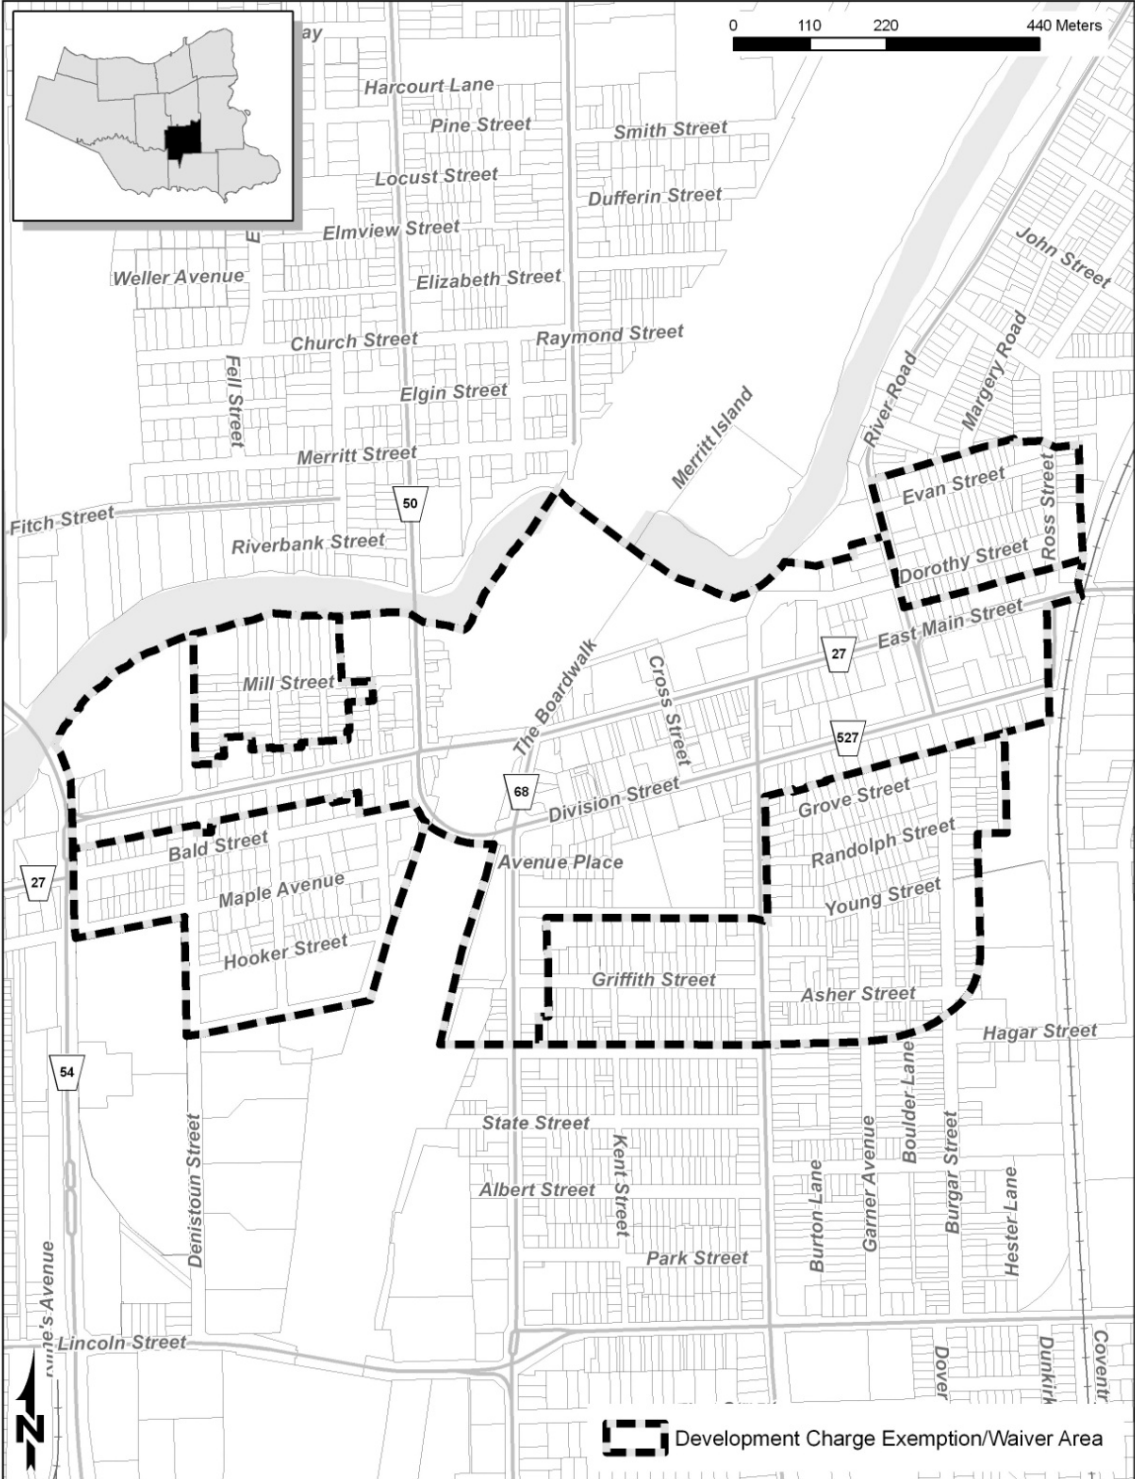 0 110 220 440 Meters
ay
Harcourt Lane
Pine Street
Smith Street
Locust Street
Dufferin Street
Elmview Street
E
John Street
Weller Avenue
Elizabeth Street
Church Street
Raymond Street
Fell Street
Elgin Street
River Road
Margery Road
Merritt Island
Merritt Street
50
Evan Street
Ross Street
Fitch Street
Riverbank Street
Dorothy Street
East Main Street
27
Mill Street
The Boardwalk
Cross Street
527
68
Division Street
Grove Street
Bald Street
Randolph Street
Avenue Place
27
Maple Avenue
Young Street
Hooker Street
Griffith Street
Asher Street
Hagar Street
54
State Street
Boulder Lane
Denistoun Street
Kent Street
Garner Avenue
Burgar Street
Albert Street
Burton Lane
Hester Lane
Park Street
Avenue
Lincoln Street
Dover
Dunkirk
Coventr
N
Development Charge Exemption/Waiver Area